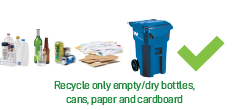 Recycle only empty/dry bottles,
cans, paper and cardboard